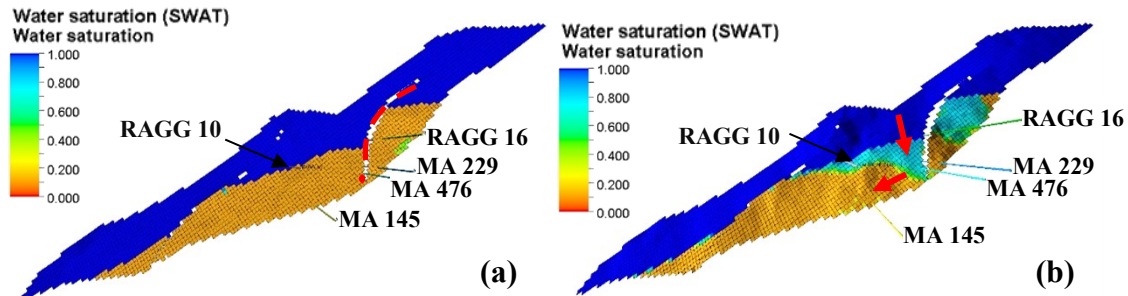 Water saturation (SWAT)
Water saturation
1.000
0.800
0.600
0.400
0.200
0.000
RAGG 10
RAGG 16
MA 229
MA 476
MA 145
(a)
Water saturation (SWAT)
Water saturation
1.000
0.800
0.600
0.400
0.200
0.000
RAGG 10
RAGG 16
MA 229
MA 476
MA 145
(b)